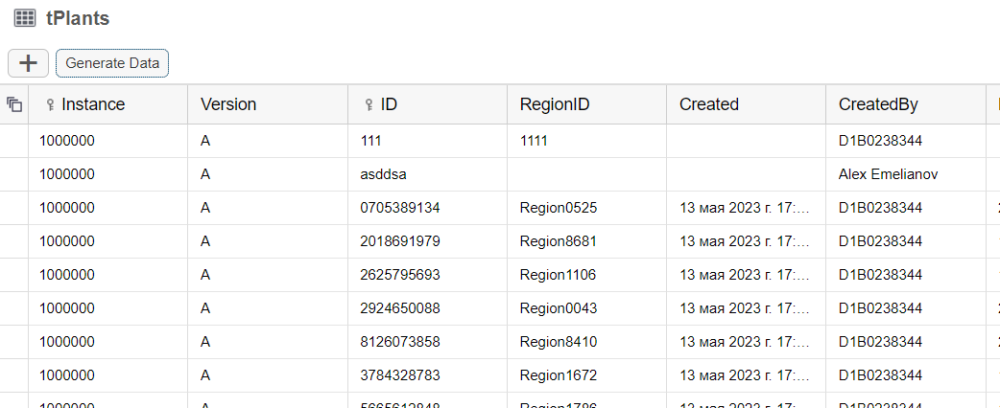 tPlants
Generate Data
Instance Version ID RegionID Created CreatedBy
1000000 A 111 1111 D1B0238344
1000000 A asddsa Alex Emelianov
1000000 A 0705389134 Region0525 13 мая 2023 г. 17:... D1B0238344
1000000 A 2018691979 Region8681 13 мая 2023 г. 17:... D1B0238344
1000000 A 2625795693 Region1106 13 мая 2023 г. 17:... D1B0238344
1000000 A 2924650088 Region0043 13 мая 2023 г. 17:... D1B0238344
1000000 A 8126073858 Region8410 13 мая 2023 г. 17:... D1B0238344
1000000 A 3784328783 Region1672 13 мая 2023 г. 17:... D1B0238344
1000000 A 5665612848 Region1786 13 мая 2023 г. 17:... D1B0238344